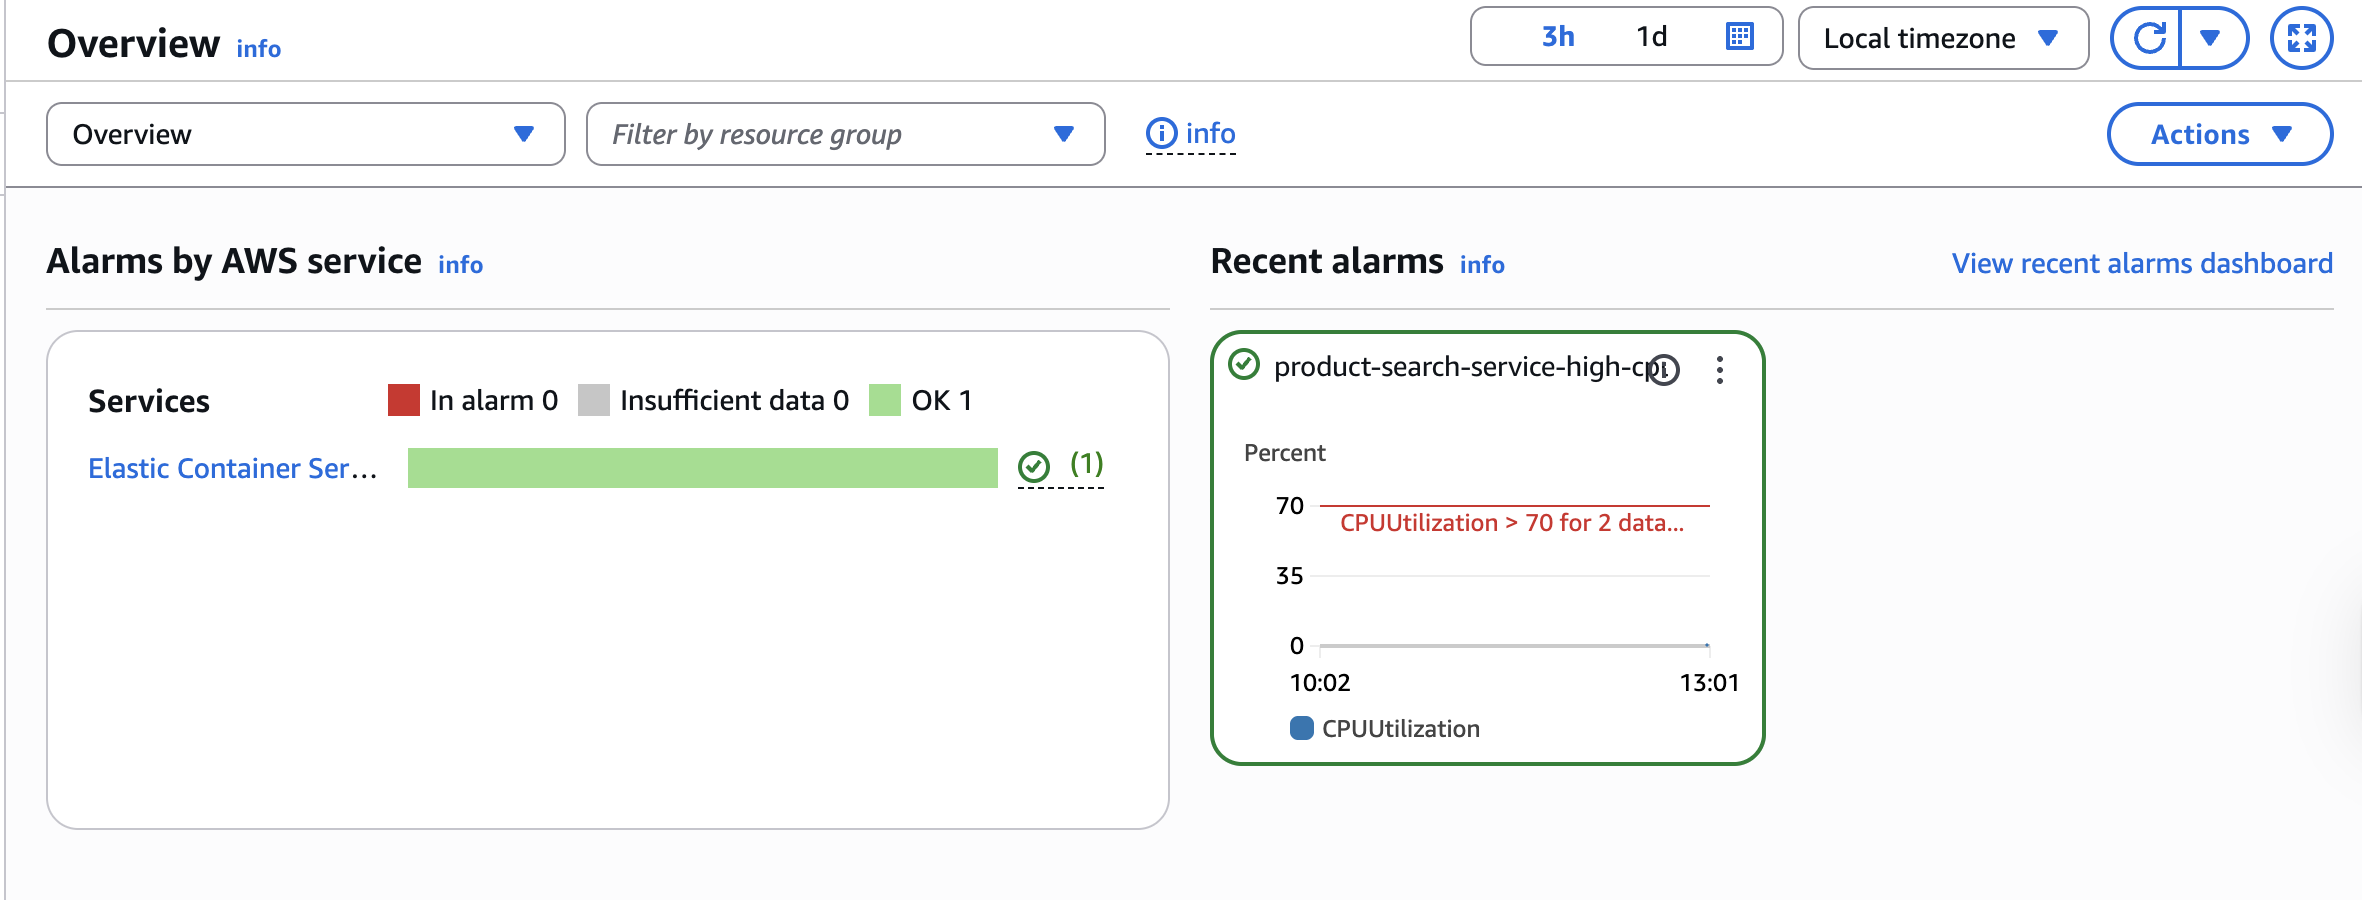 Overview info
3h 1d Local timezone
Overview Filter by resource group info Actions
Alarms by AWS service info
Services In alarm 0 Insufficient data 0 OK 1
Elastic Container Ser... (1)
Recent alarms info View recent alarms dashboard
product-search-service-high-cp
Percent
70
CPUUtilization > 70 for 2 data...
35
0
10:02 13:01
CPUUtilization